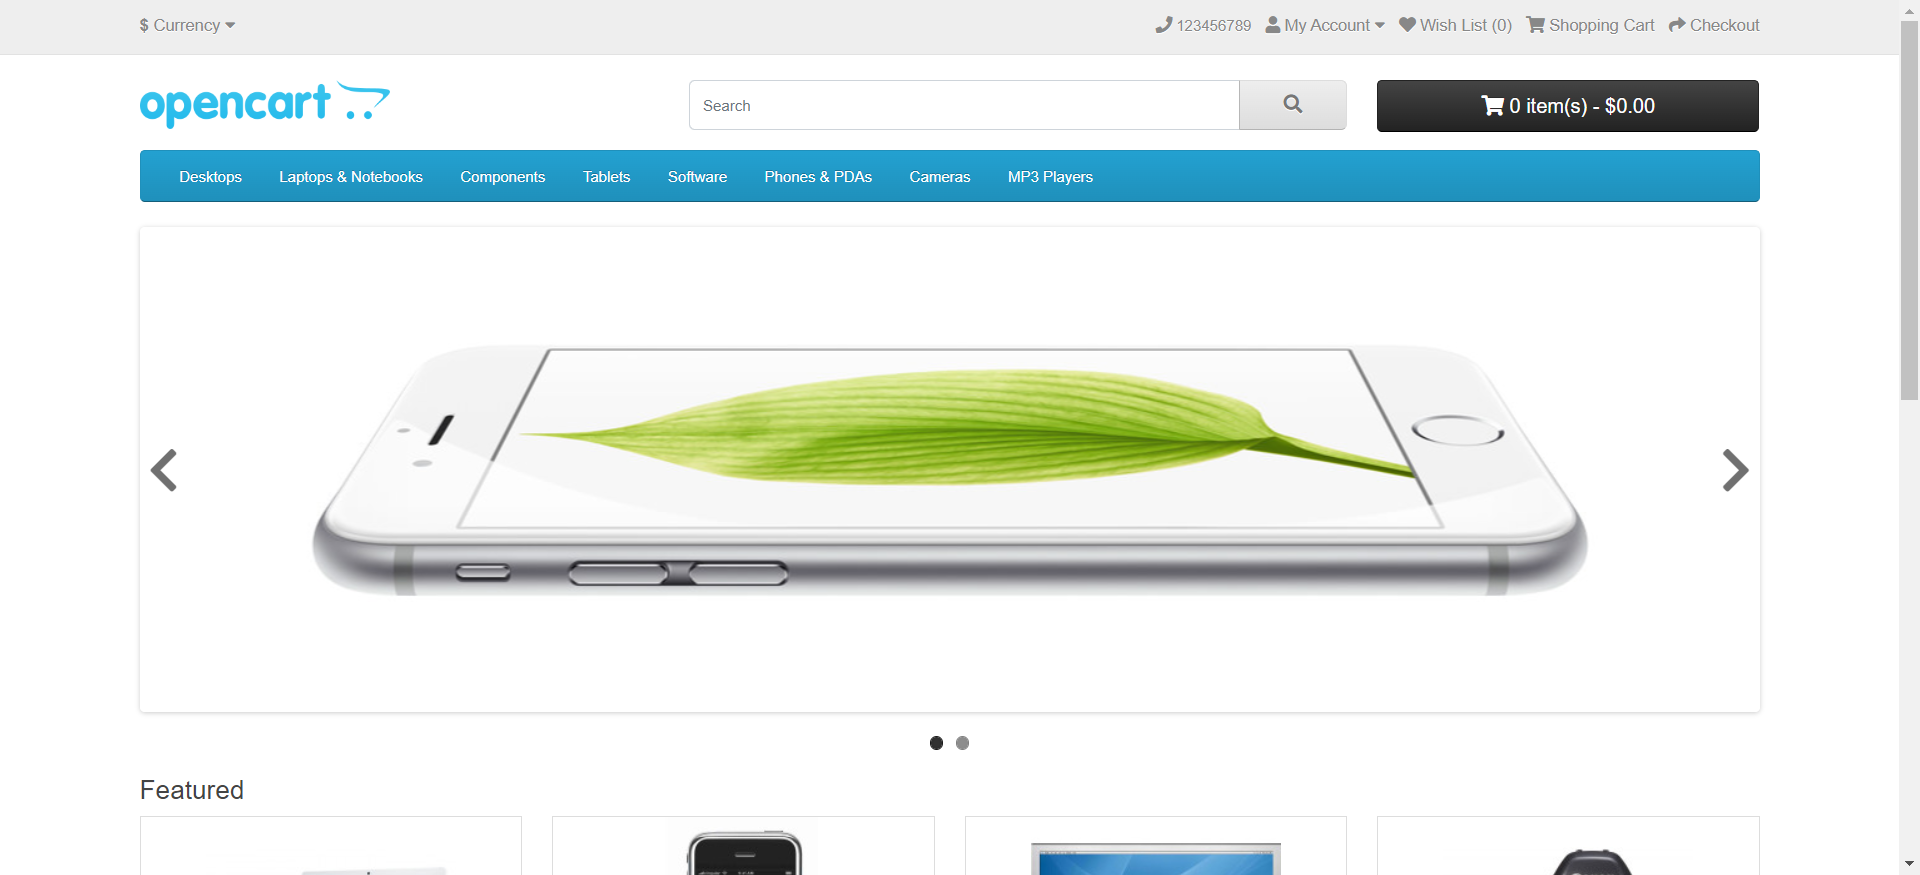 $ Currency
123456789 My Account Wish List (0) Shopping Cart Checkout
opencart
Search
0 item(s) - $0.00
Desktops Laptops & Notebooks Components Tablets Software Phones & PDAs Cameras MP3 Players
Featured